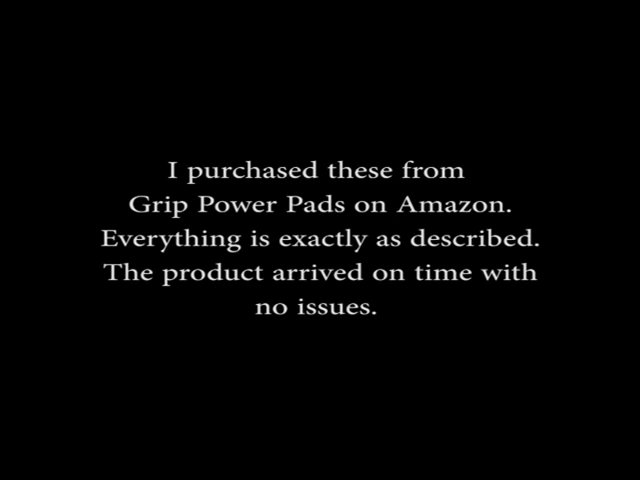 I purchased these from
Grip Power Pads on Amazon.
Everything is exactly as described.
The product arrived on time with
no issues.